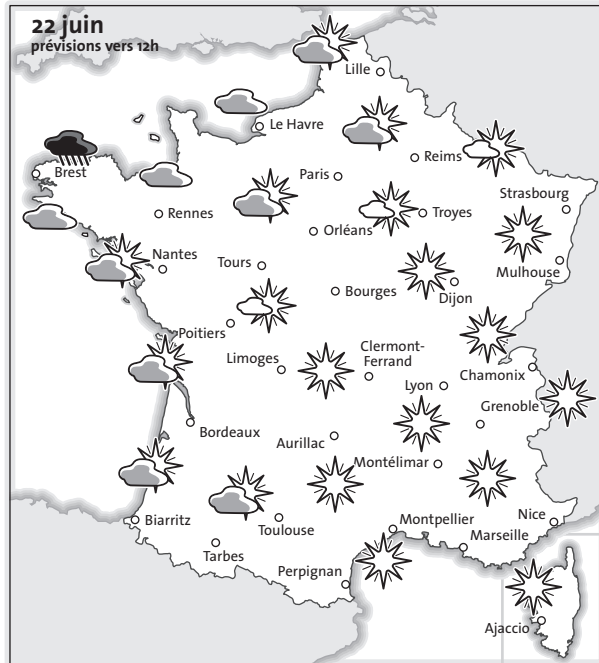 22 juin
prévisions vers 12h
Lille
Le Havre
Reims
Brest
Paris
Strasbourg
Rennes
Troyes
Orléans
Nantes
Tours
Mulhouse
Bourges
Dijon
Poitiers
Limoges
Clermont-
Ferrand
Chamonix
Lyon
Grenoble
Bordeaux
Aurillac
Montélimar
Biarritz
Toulouse
Montpellier
Nice
Marseille
Tarbes
Perpignan
Ajaccio